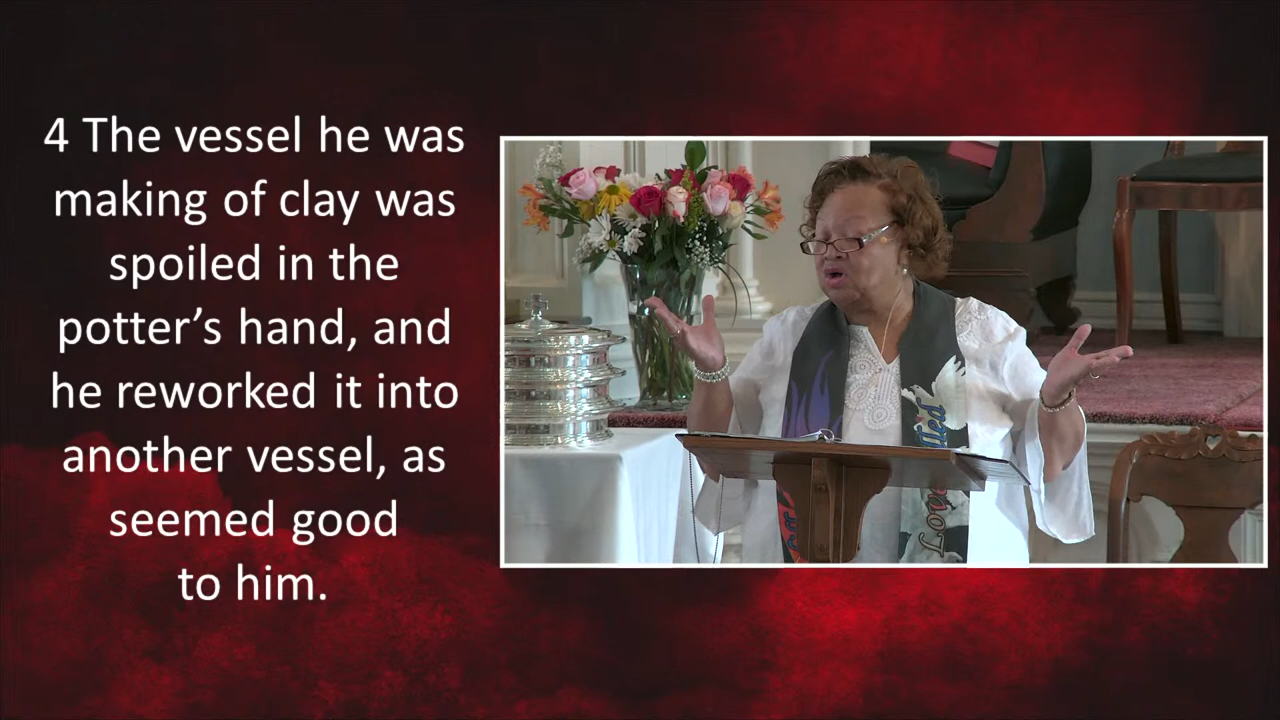 4 The vessel he was
making of clay was
spoiled in the
potter’s hand, and
he reworked it into
another vessel, as
seemed good
to him.
Love